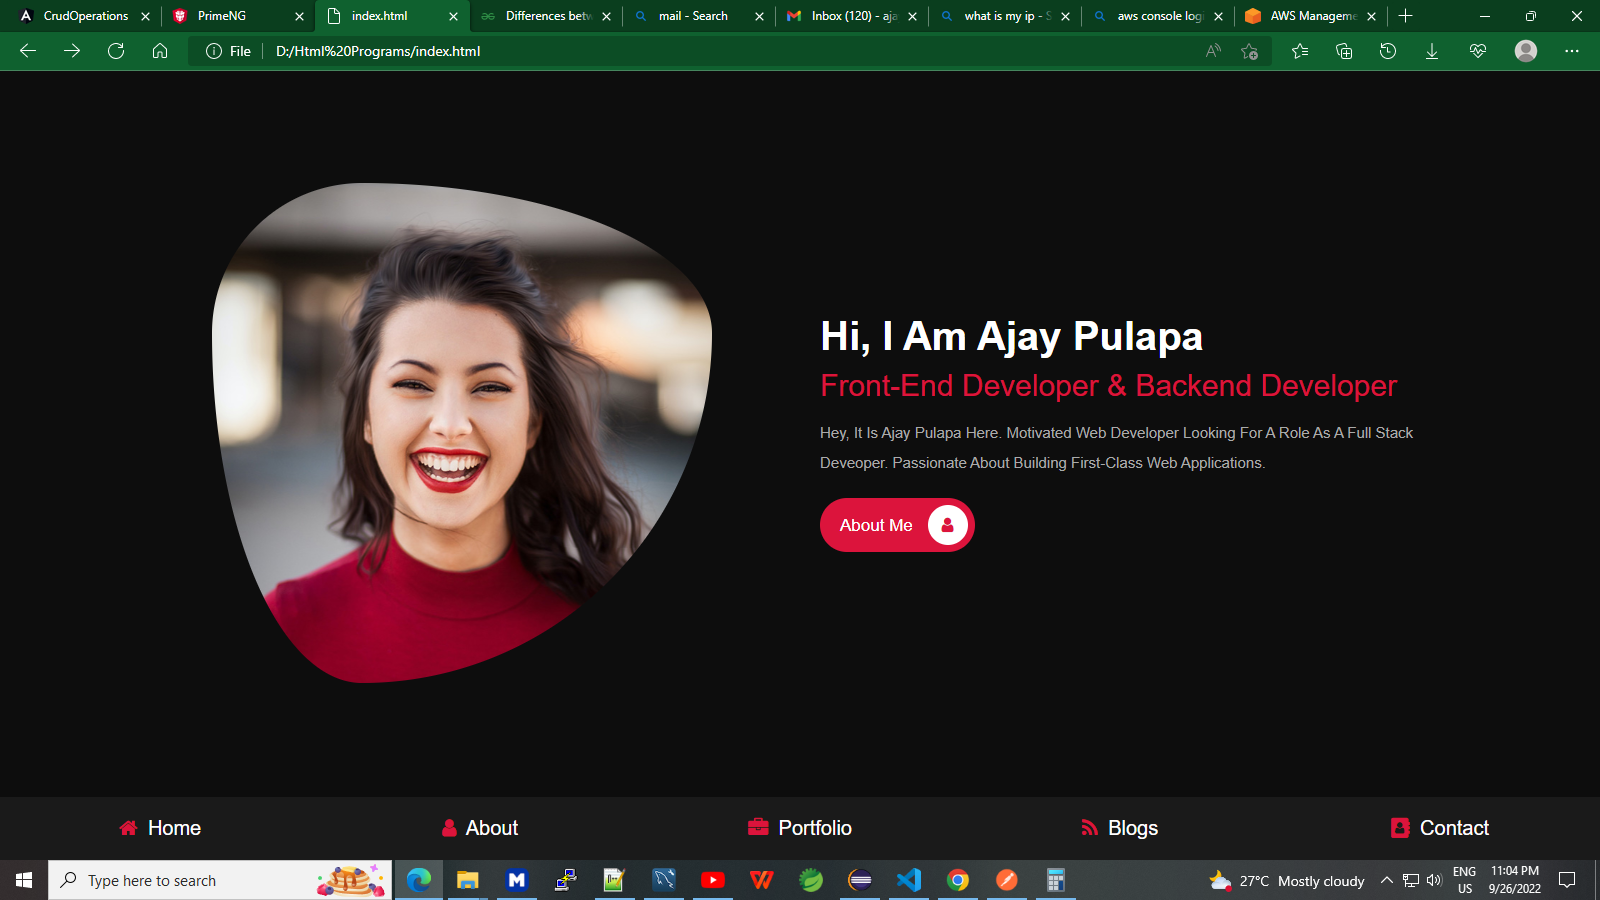 CrudOperations
PrimeNG
index.html
Differences betw
mail - Search
Inbox (120) - aja
what is my ip - S
aws console log
AWS Manageme
File
D:/Html%20Programs/index.html
Hi, I Am Ajay Pulapa
Front-End Developer & Backend Developer
Hey, It Is Ajay Pulapa Here. Motivated Web Developer Looking For A Role As A Full Stack
Deveoper. Passionate About Building First-Class Web Applications.
About Me
Home
About
Portfolio
Blogs
Contact
Type here to search
27°C Mostly cloudy
ENG
US
11:04 PM
9/26/2022